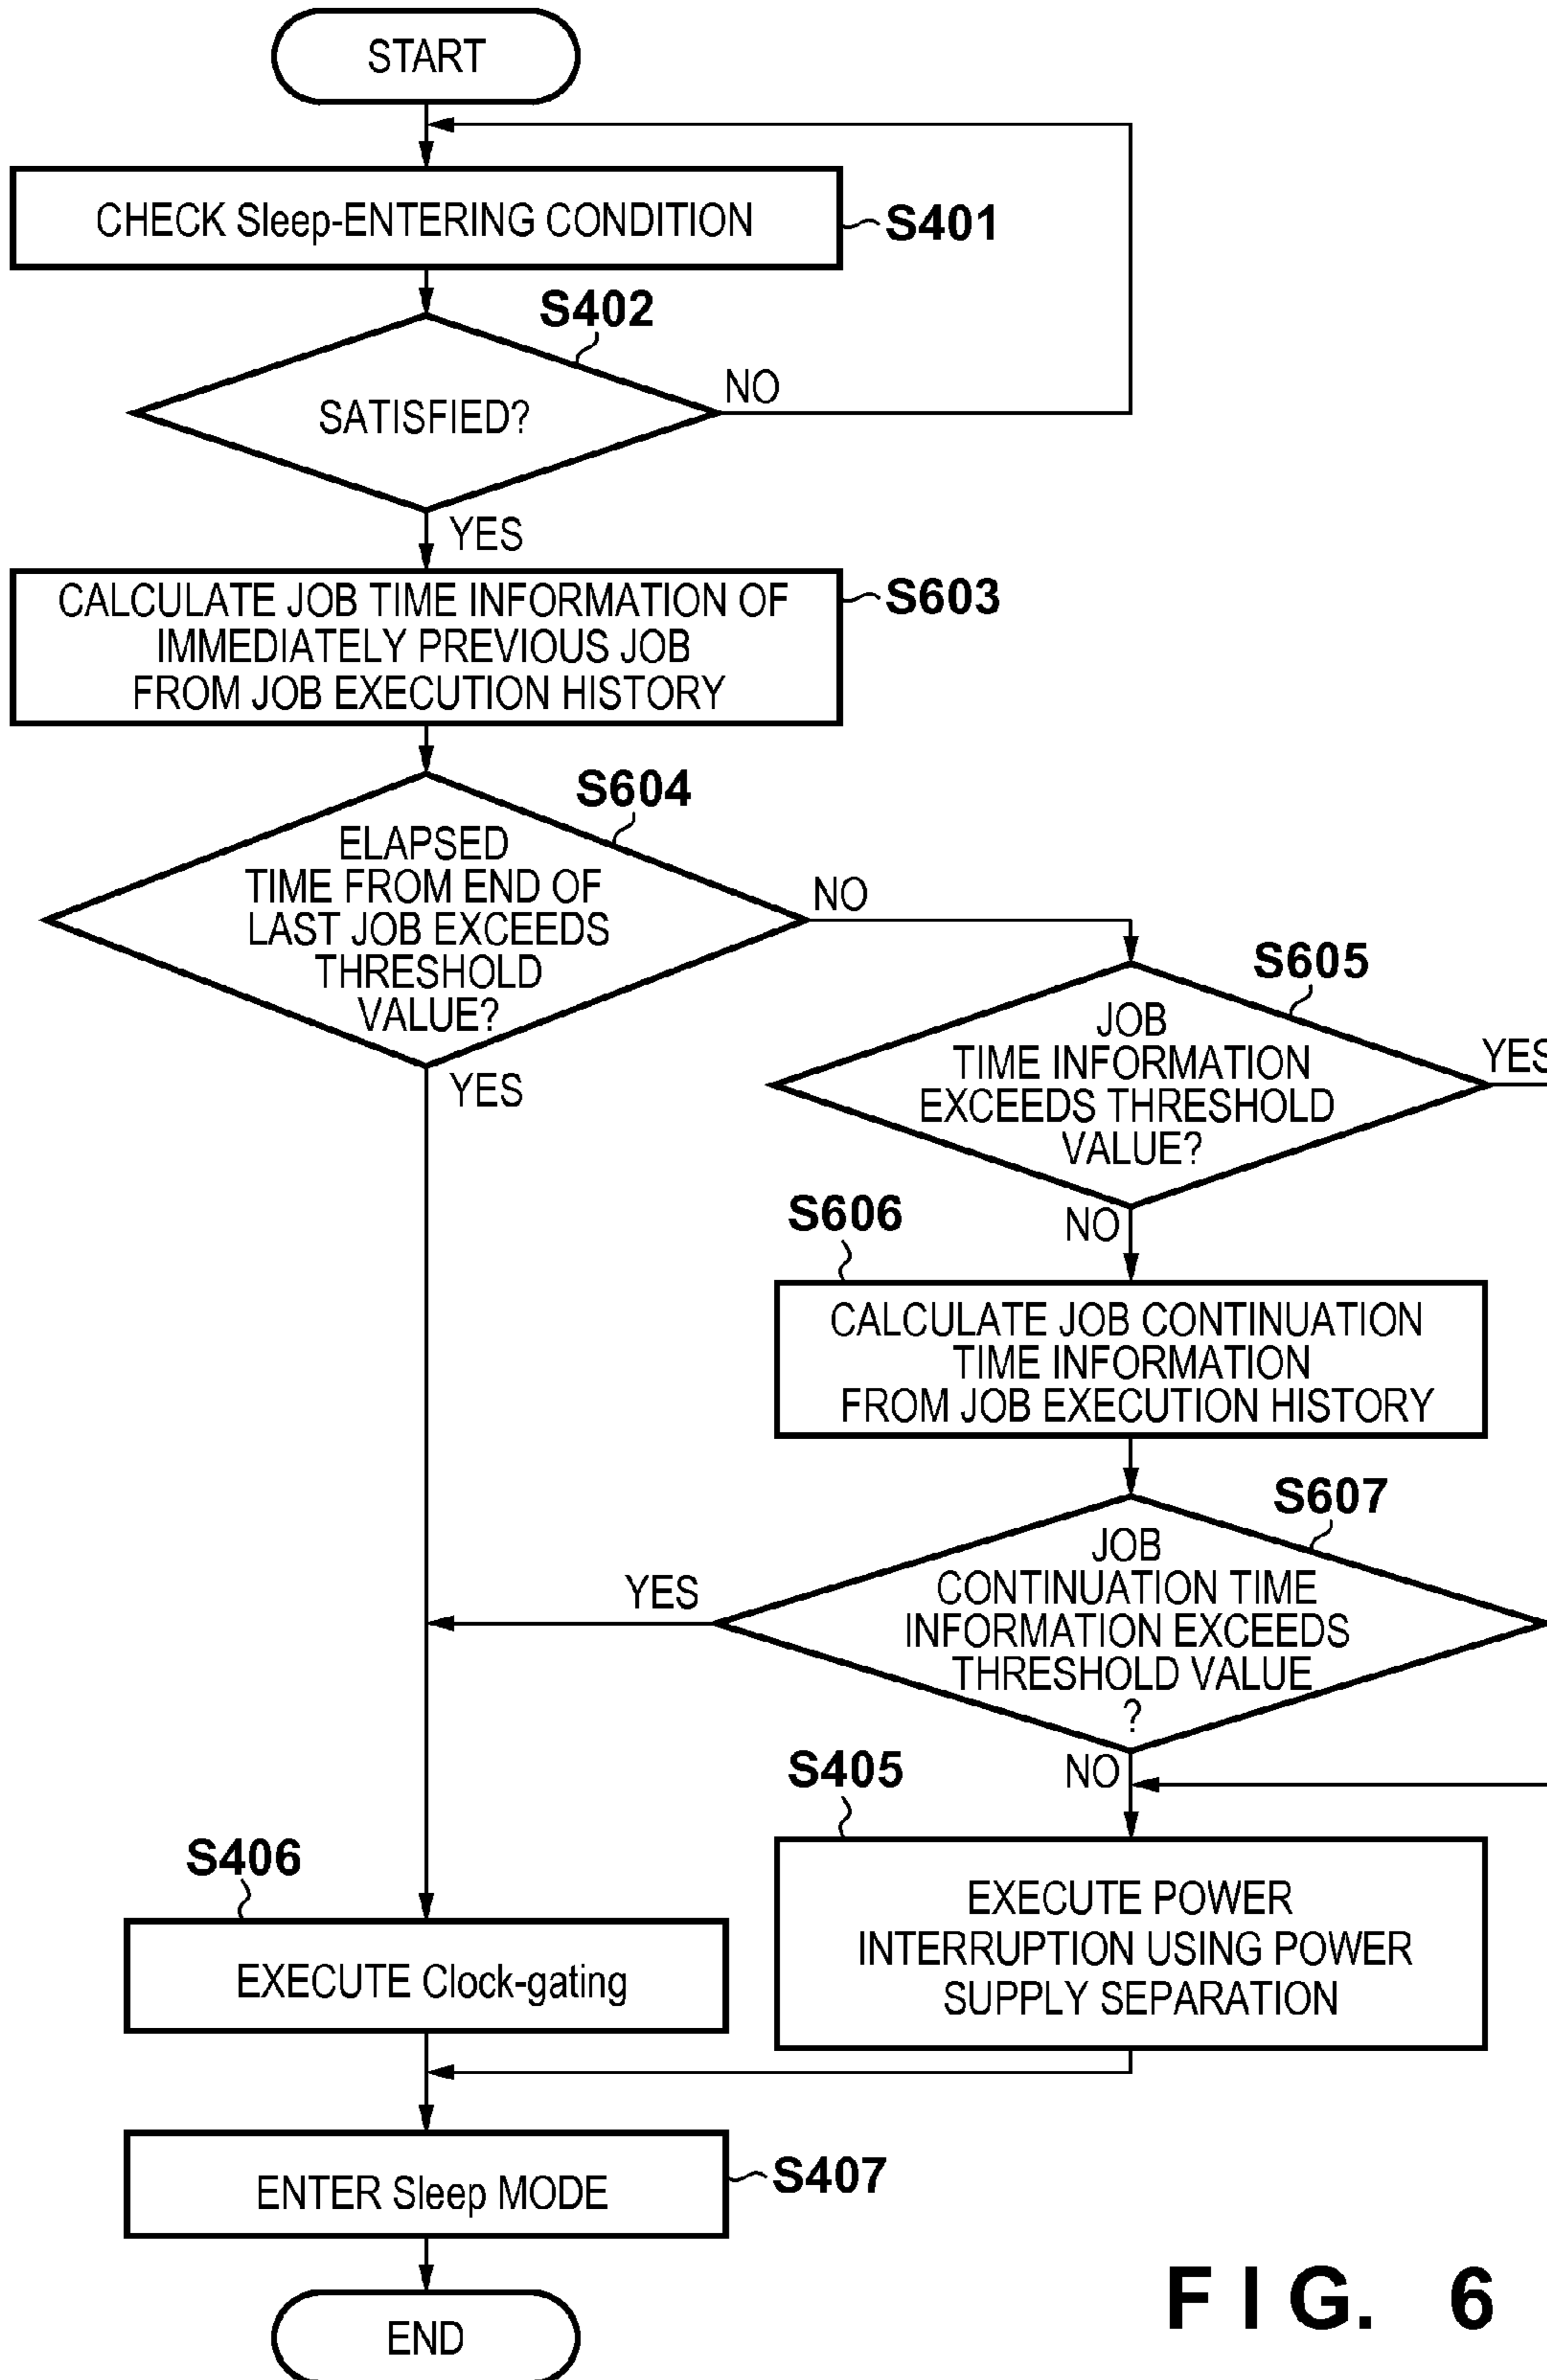 START
CHECK Sleep-ENTERING CONDITION
S401
S402
SATISFIED?
NO
YES
CALCULATE JOB TIME INFORMATION OF
IMMEDIATELY PREVIOUS JOB
FROM JOB EXECUTION HISTORY
S603
S604
ELAPSED
TIME FROM END OF
LAST JOB EXCEEDS
THRESHOLD
VALUE?
NO
YES
S605
JOB
TIME INFORMATION
EXCEEDS THRESHOLD
VALUE?
YES
NO
S606
CALCULATE JOB CONTINUATION
TIME INFORMATION
FROM JOB EXECUTION HISTORY
S607
JOB
CONTINUATION TIME
INFORMATION EXCEEDS
THRESHOLD VALUE
?
YES
NO
S405
EXECUTE POWER
INTERRUPTION USING POWER
SUPPLY SEPARATION
S406
EXECUTE Clock-gating
ENTER Sleep MODE
S407
END
FIG. 6